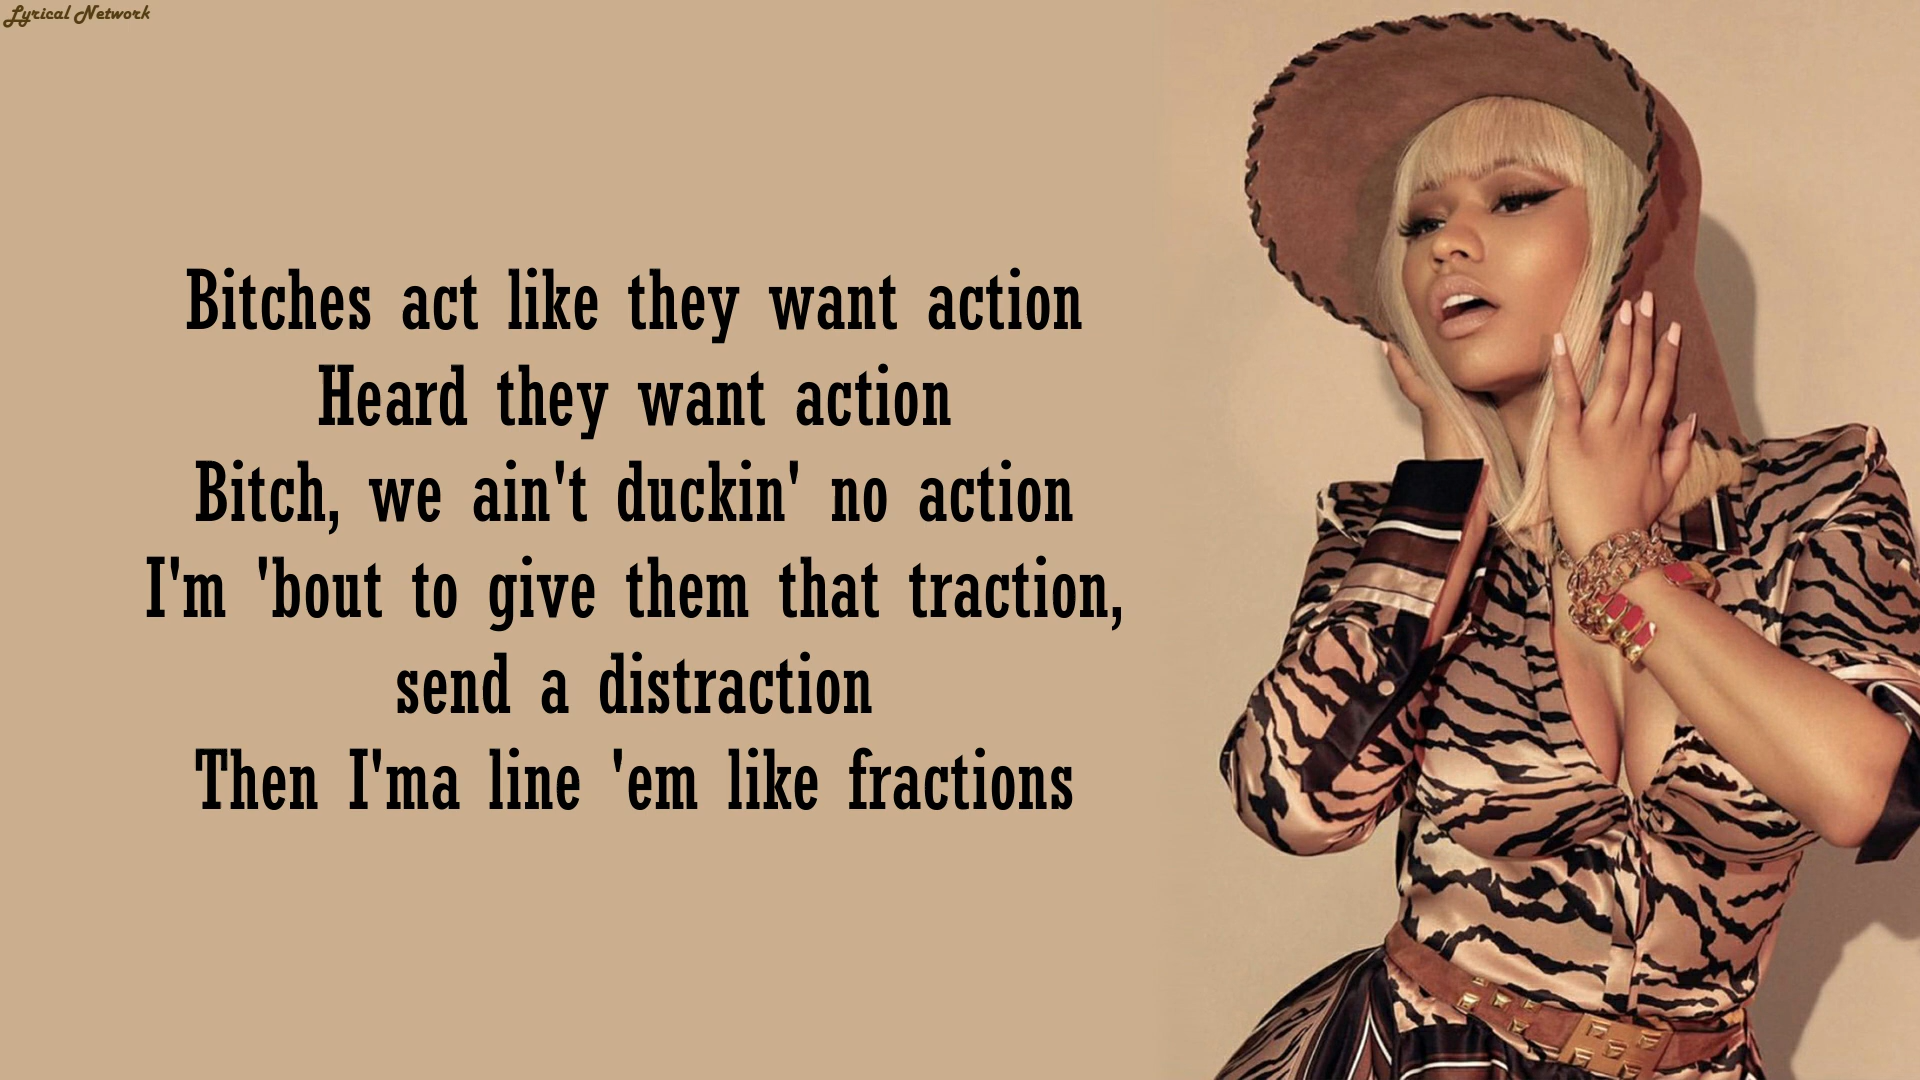 Lyrical Network
Bitches act like they want action
Heard they want action
Bitch, we ain't duckin' no action
I'm 'bout to give them that traction,
send a distraction
Then I'ma line 'em like fractions